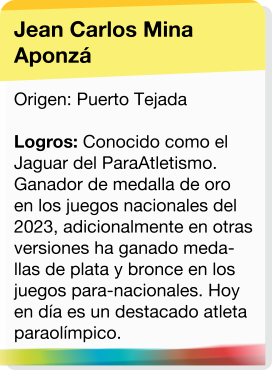 Jean Carlos Mina
Aponzá
Origen: Puerto Tejada
Logros: Conocido como el
Jaguar del ParaAtletismo.
Ganador de medalla de oro
en los juegos nacionales del
2023, adicionalmente en otras
versiones ha ganado meda-
llas de plata y bronce en los
juegos para-nacionales. Hoy
en día es un destacado atleta
paraolímpico.